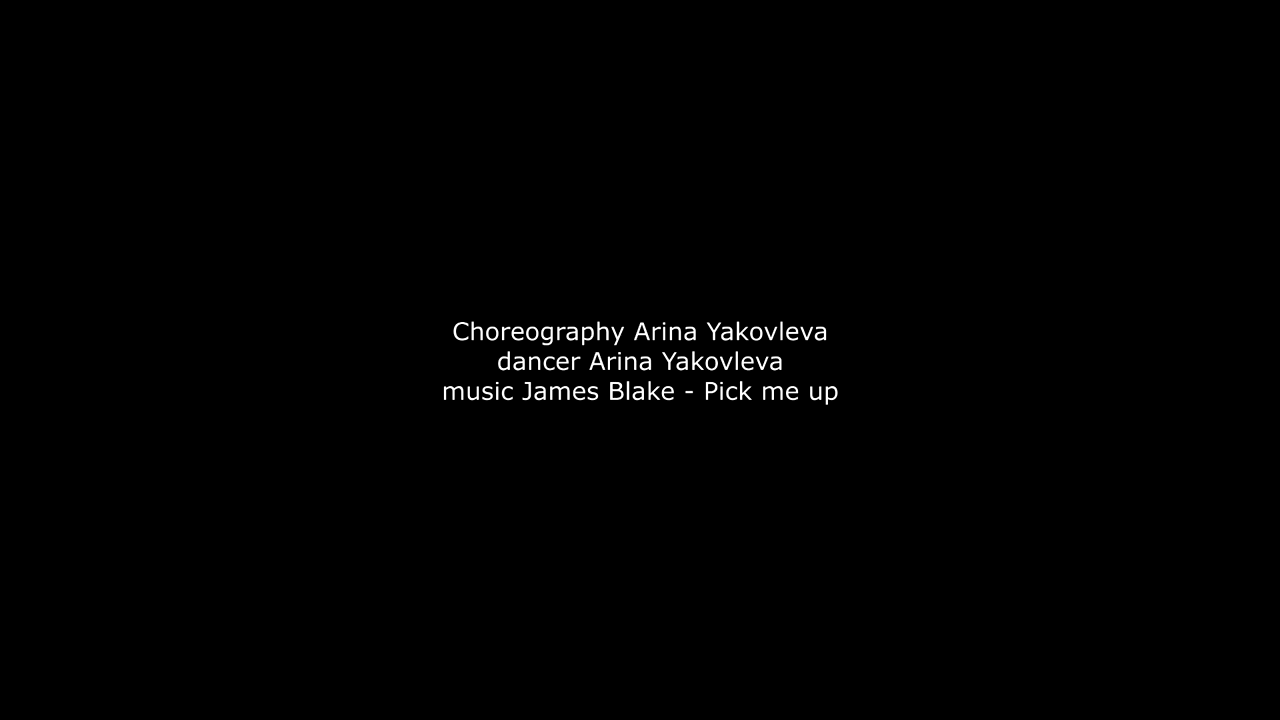 Choreography Arina Yakovleva
dancer Arina Yakovleva
music James Blake - Pick me up